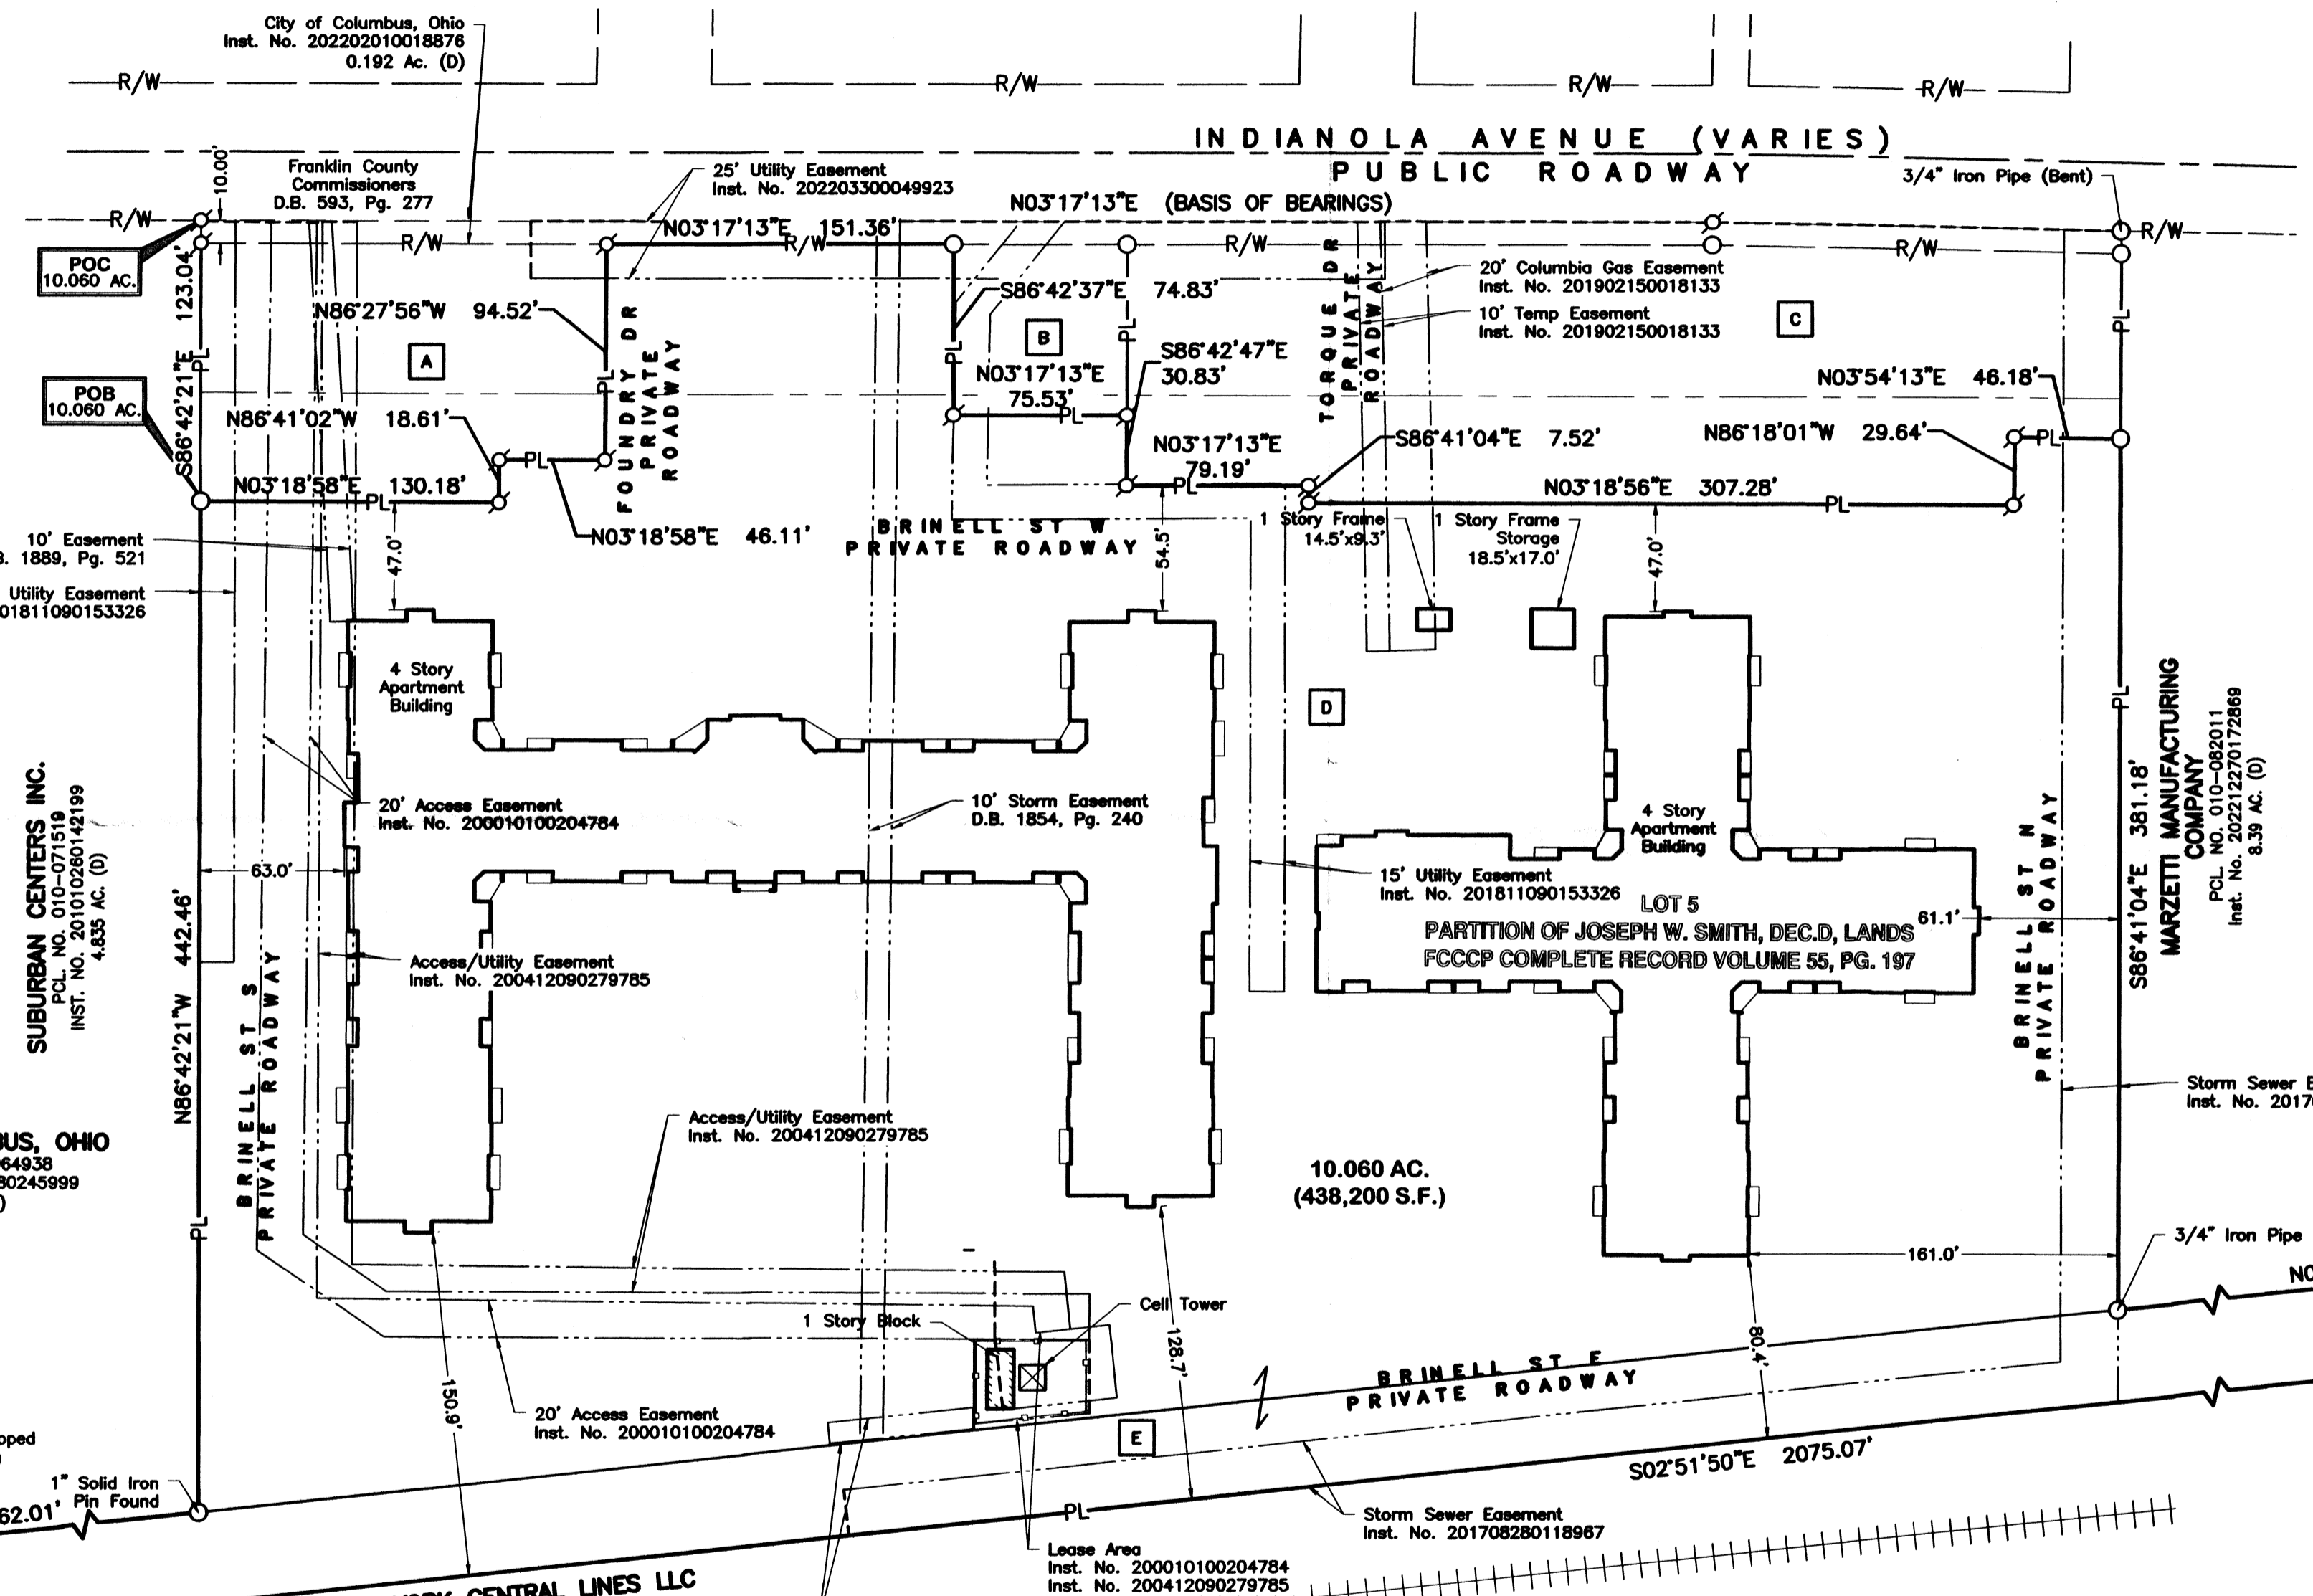 City of Columbus, Ohio
Inst. No. 202202010018876
0.192 Ac. (D)
R/W
R/W
R/W
R/W
INDIANOLA AVENUE (VARIES)
PUBLIC ROADWAY
10.00'
Franklin County
Commissioners
D.B. 593, Pg. 277
25' Utility Easement
Inst. No. 202203300049923
3/4" Iron Pipe (Bent)
N03°17'13"E (BASIS OF BEARINGS)
R/W
R/W
N03°17'13"E 151.36'
R/W
R/W
R/W
R/W
POC
10.060 AC.
123.04'
S86°42'21"E
PL
N86°27'56"W 94.52'
S86°42'37"E 74.83'
20' Columbia Gas Easement
Inst. No. 201902150018133
10' Temp Easement
Inst. No. 201902150018133
A
B
C
PL
PL
PL
PL
FOUNDRY DR
PRIVATE
ROADWAY
TORQUE DR
PRIVATE
ROADWAY
S86°42'47"E
30.83'
N03°17'13"E
75.53'
PL
POB
10.060 AC.
N86°41'02"W 18.61'
N03°54'13"E 46.18'
N86°18'01"W 29.64'
S86°41'04"E 7.52'
N03°17'13"E
79.19'
PL
PL
PL
N03°18'58"E 130.18'
PL
N03°18'56"E 307.28'
PL
N03°18'58"E 46.11'
BRINELL ST W
PRIVATE ROADWAY
1 Story Frame
14.5'x9.3'
1 Story Frame
Storage
18.5'x17.0'
10' Easement
B. 1889, Pg. 521
Utility Easement
01811090153326
47.0'
54.5'
47.0'
4 Story
Apartment
Building
D
PL
SUBURBAN CENTERS INC.
PCL. NO. 010-071519
INST. NO. 201010260142199
4.835 AC. (D)
MARZETTI MANUFACTURING
COMPANY
PCL. NO. 010-082011
Inst. No. 202212270172869
8.39 AC. (D)
S86°41'04"E 381.18'
20' Access Easement
Inst. No. 200010100204784
10' Storm Easement
D.B. 1854, Pg. 240
4 Story
Apartment
Building
63.0'
15' Utility Easement
Inst. No. 201811090153326
LOT 5
PARTITION OF JOSEPH W. SMITH, DEC.D, LANDS
FCCCP COMPLETE RECORD VOLUME 55, PG. 197
61.1'
N86°42'21"W 442.46'
Access/Utility Easement
Inst. No. 200412090279785
BRINELL ST S
PRIVATE ROADWAY
BRINELL ST N
PRIVATE ROADWAY
Access/Utility Easement
Inst. No. 200412090279785
Storm Sewer E
Inst. No. 2017
BUS, OHIO
64938
80245999
)
10.060 AC.
(438,200 S.F.)
PL
161.0'
3/4" Iron Pipe
Cell Tower
1 Story Block
128.7'
80.4'
150.9'
BRINELL ST E
PRIVATE ROADWAY
20' Access Easement
Inst. No. 200010100204784
E
S02°51'50"E 2075.07'
pped
1" Solid Iron
Pin Found
62.01'
PL
Storm Sewer Easement
Inst. No. 201708280118967
Lease Area
Inst. No. 200010100204784
Inst. No. 200412090279785
CENTRAL LINES LLC